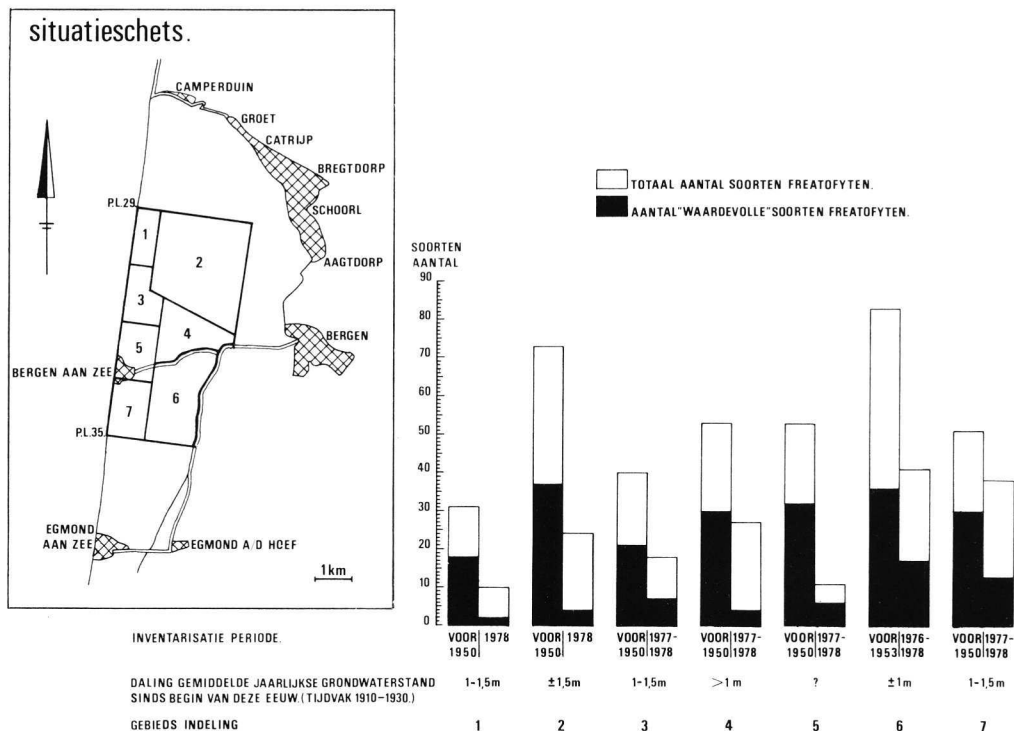 situatieschets.
CAMPERDUIN
GROET
CATRIJP
BREGTDORP
SCHOORL
AAGTDORP
P.L.29.
1
2
3
4
5
6
7
BERGEN
BERGEN AAN ZEE
P.L.35.
EGMOND
AAN ZEE
EGMOND A/D HOEF
1km
TOTAAL AANTAL SOORTEN FREATOFYTEN.
AANTAL"WAARDEVOLLE"SOORTEN FREATOFYTEN.
SOORTEN
AANTAL
90
80
70
60
50
40
30
20
10
0
INVENTARISATIE PERIODE.
VOOR 1978 VOOR 1978 VOOR 1977- VOOR 1977- VOOR 1977- VOOR 1976- VOOR 1977-
1950 1950 1950 1978 1950 1978 1950 1978 1953 1978 1950 1978
DALING GEMIDDELDE JAARLIJKSE GRONDWATERSTAND 1-1,5m ±1,5m 1-1,5m >1m ? ±1m 1-1,5m
SINDS BEGIN VAN DEZE EEUW.(TIJDVAK 1910-1930.)
GEBIEDS INDELING 1 2 3 4 5 6 7